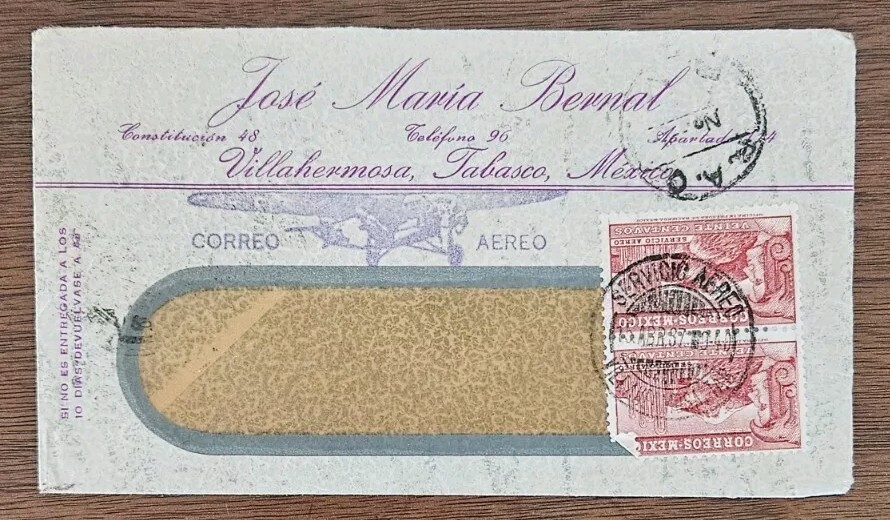 José María Bernal
Constitución 48 Teléfono 96
Villahermosa, Tabasco, México
CORREO AEREO
SI NO ES ENTREGADA A LOS
10 DIAS, DEVUELVASE A
VEINTE CENTAVOS
SERVICIO AEREO
CORREOS-MEXICO
SERVICIO AEREO
CORREOS-MEXICO